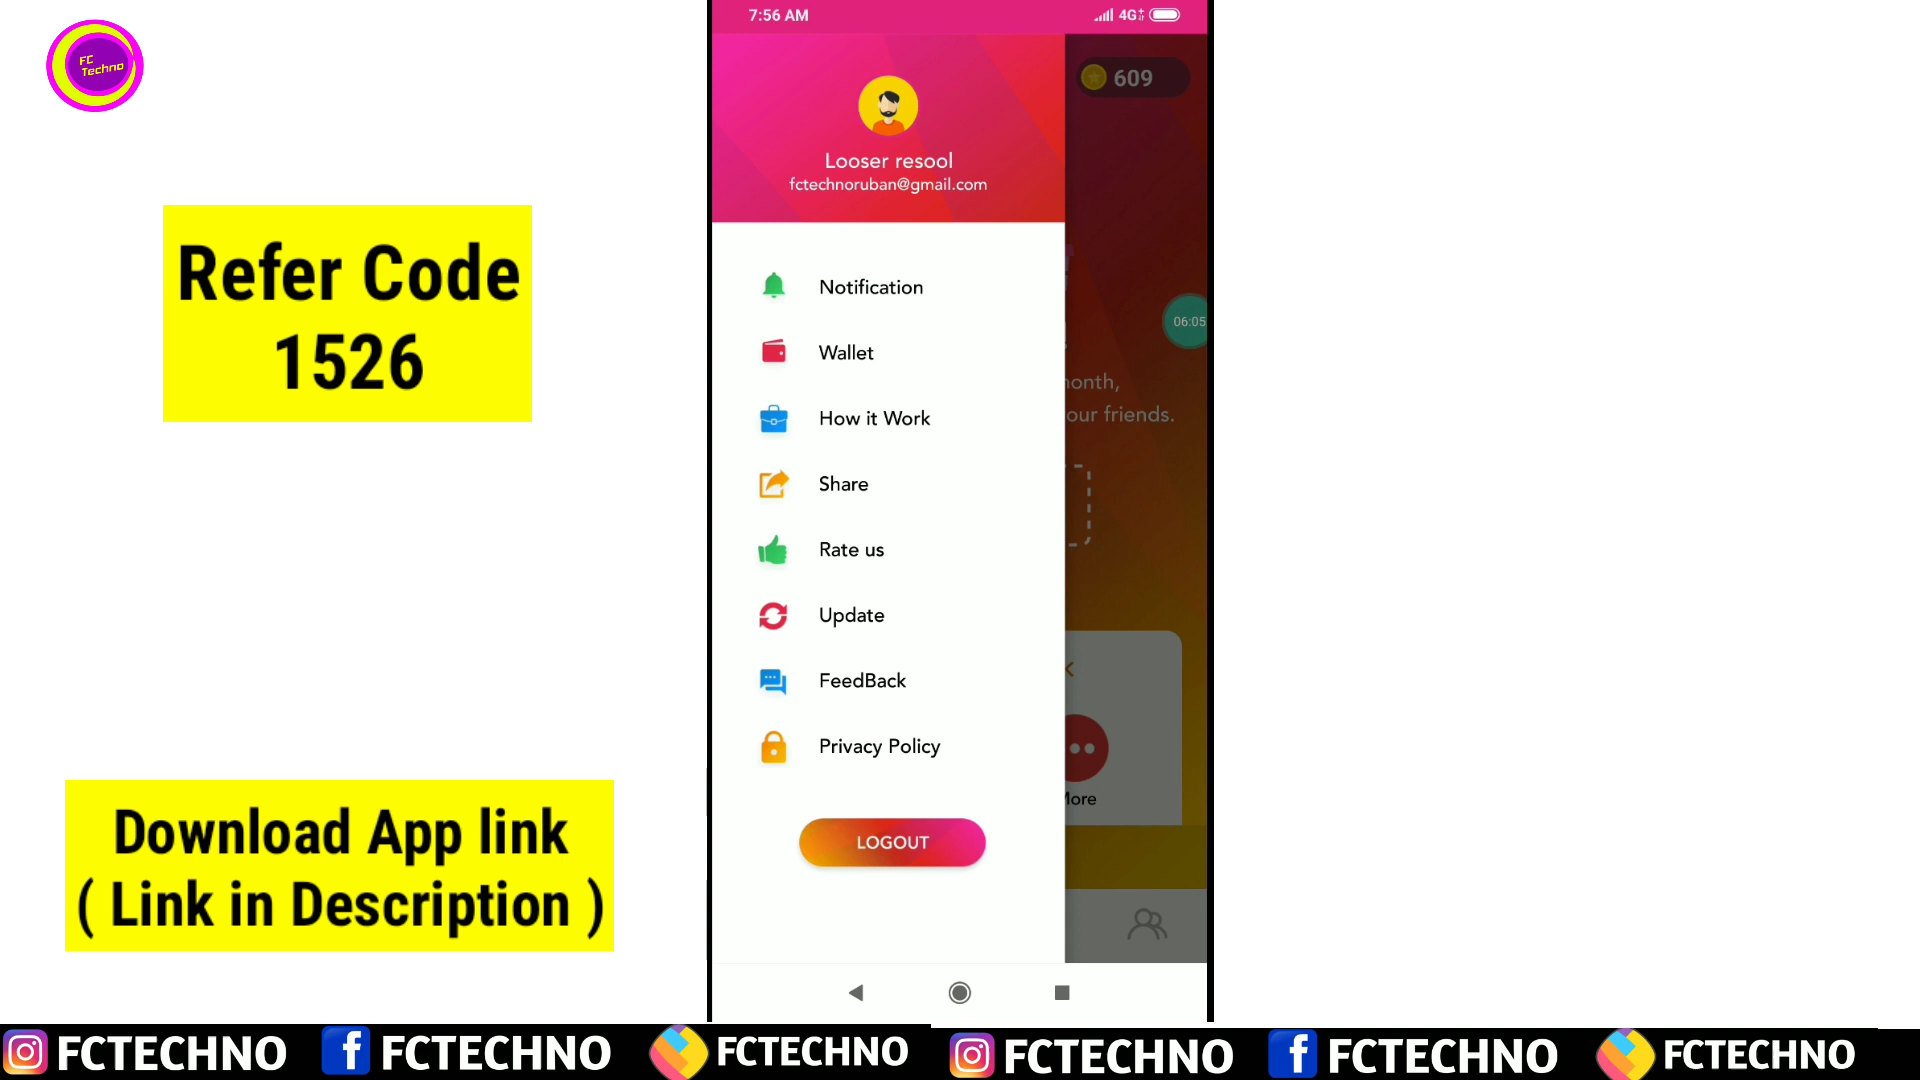 FC
Techno
Refer Code
1526
Download App link
( Link in Description )
7:56 AM
4G
609
Looser resool
fctechnoruban@gmail.com
Notification
Wallet
How it Work
Share
Rate us
Update
FeedBack
Privacy Policy
LOGOUT
06:05
our friends.
FCTECHNO FCTECHNO FCTECHNO FCTECHNO FCTECHNO FCTECHNO